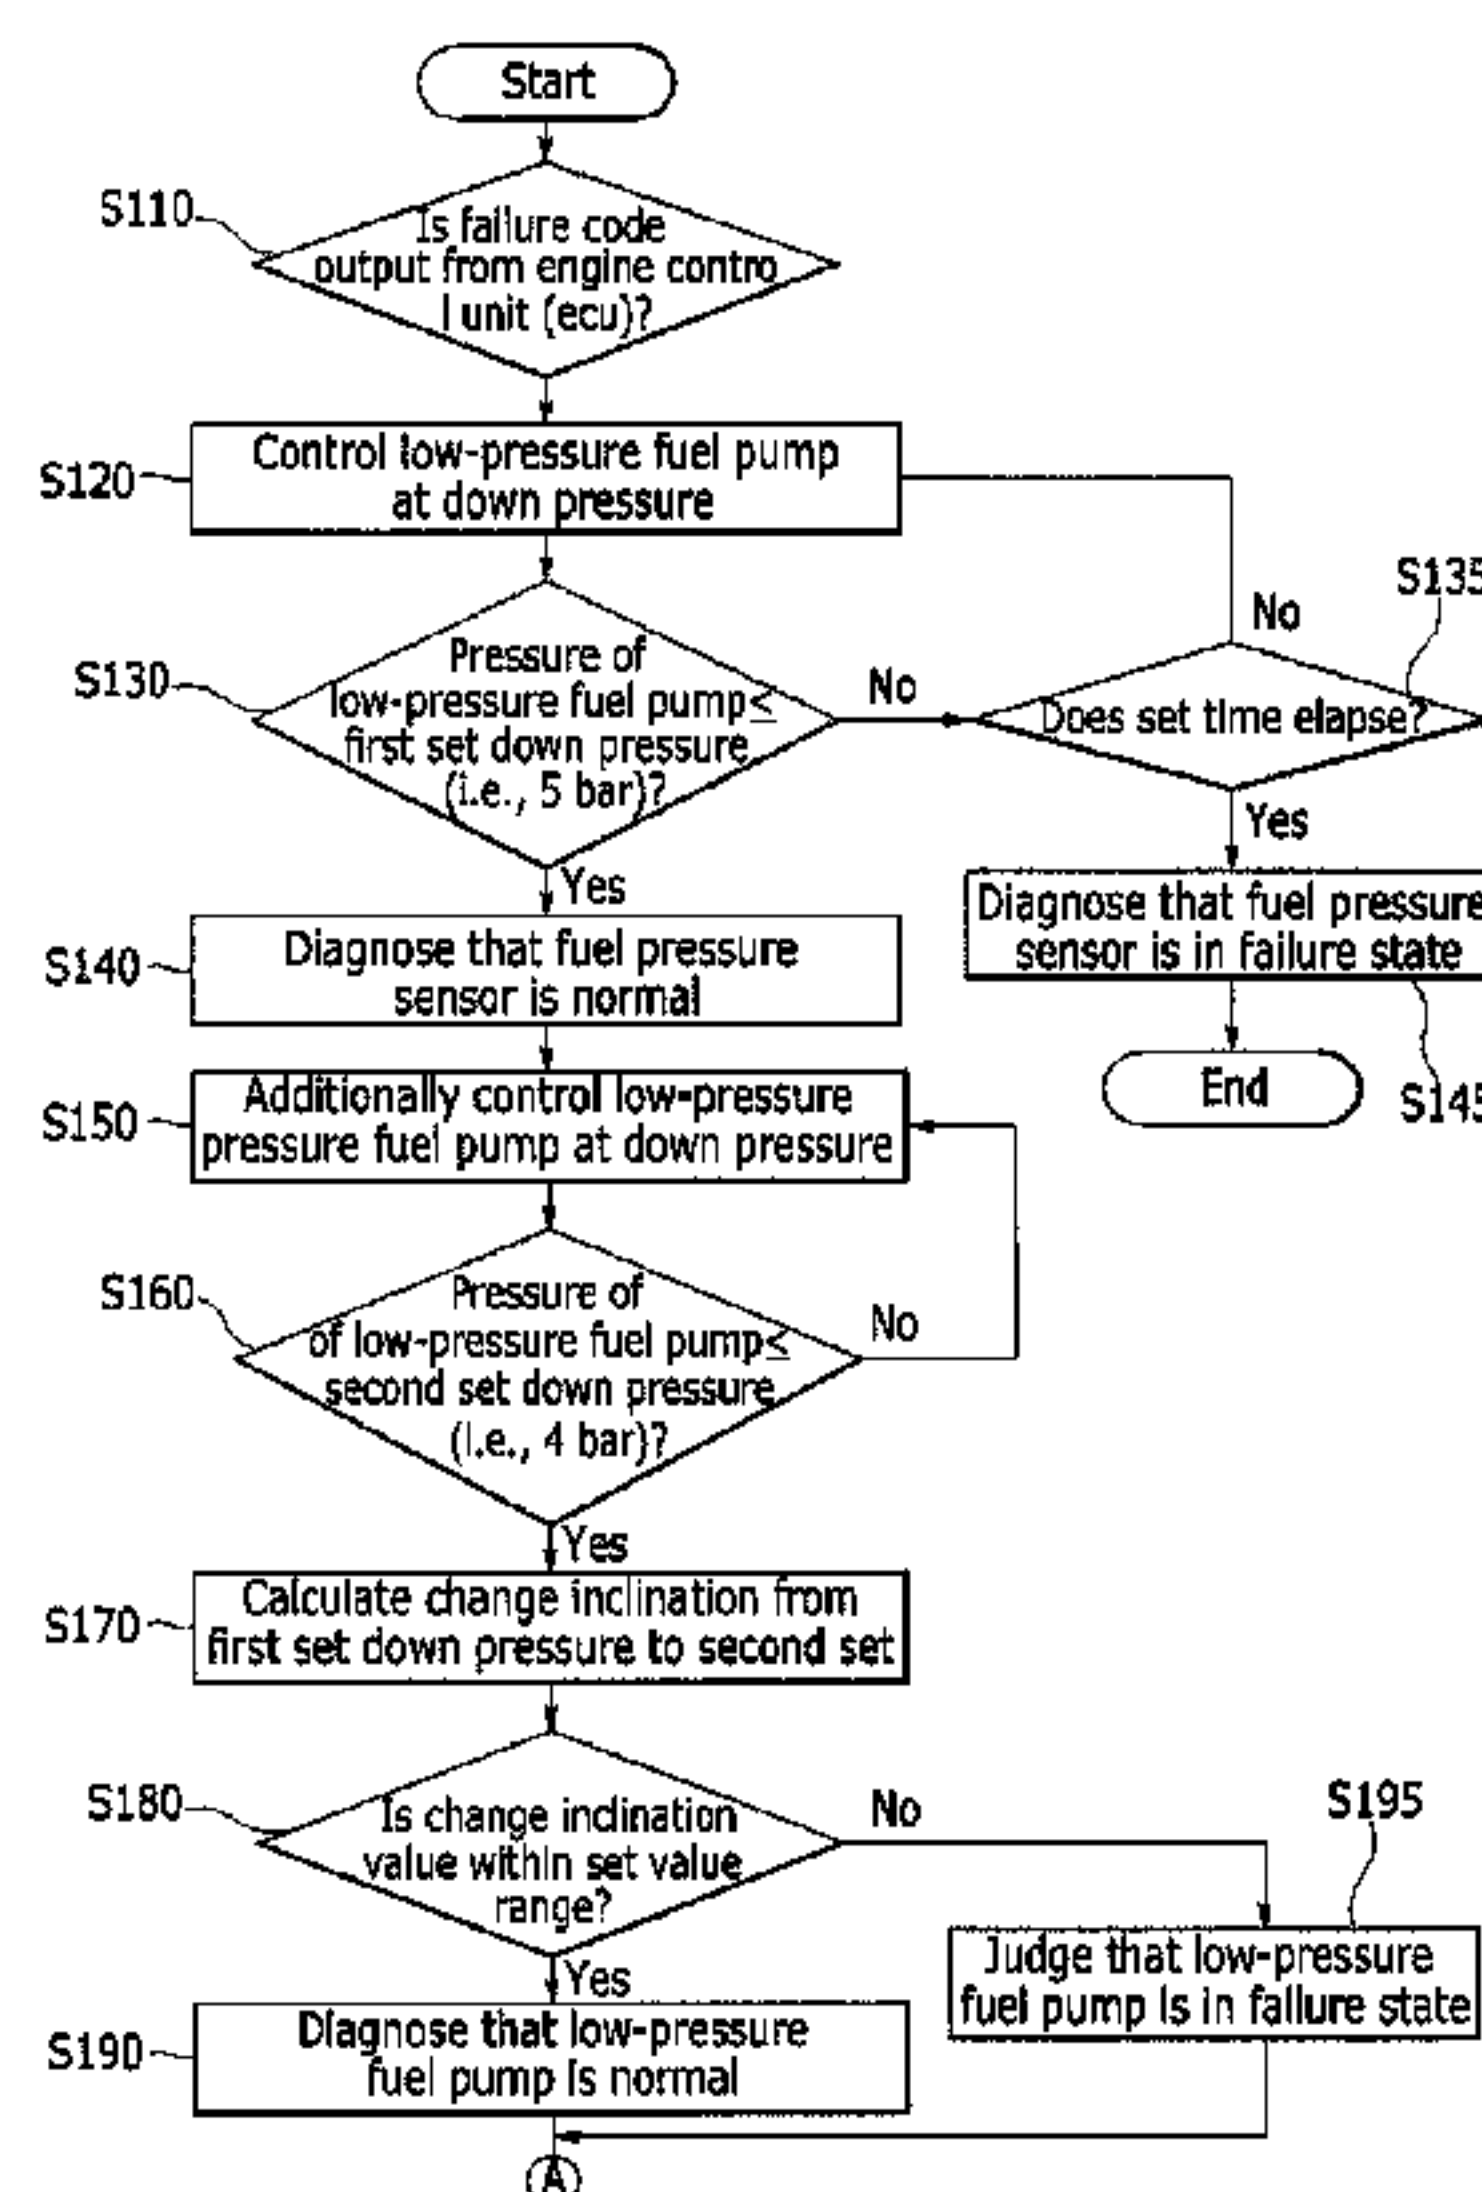 Start
S110
Is failure code
output from engine contro
l unit (ecu)?
S120
Control low-pressure fuel pump
at down pressure
S130
Pressure of
low-pressure fuel pump≤
first set down pressure
(i.e., 5 bar)?
No
Yes
S135
No
Does set time elapse?
Yes
S140
Diagnose that fuel pressure
sensor is normal
Diagnose that fuel pressure
sensor is in failure state
S145
End
S150
Additionally control low-pressure
pressure fuel pump at down pressure
S160
Pressure of
of low-pressure fuel pump≤
second set down pressure
(i.e., 4 bar)?
No
Yes
S170
Calculate change inclination from
first set down pressure to second set
S180
Is change inclination
value within set value
range?
No
Yes
S195
Judge that low-pressure
fuel pump is in failure state
S190
Diagnose that low-pressure
fuel pump is normal
A